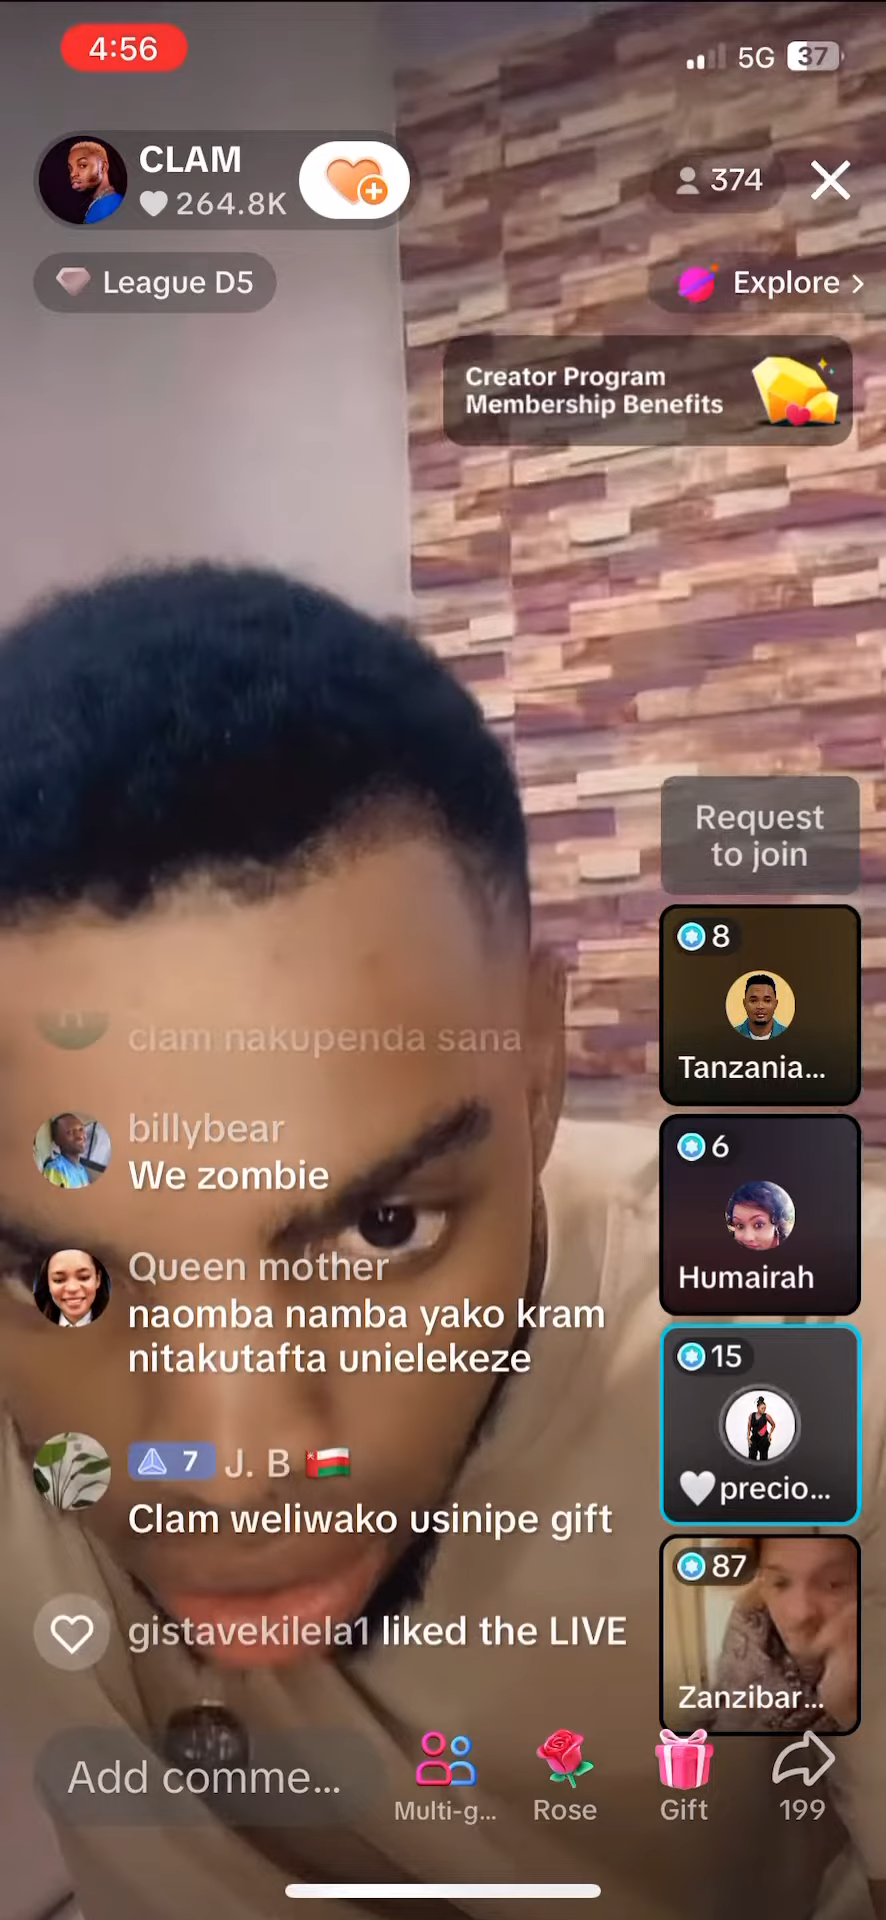 4:56
5G
37
CLAM
264.8K
374
League D5
Explore >
Creator Program
Membership Benefits
Request
to join
8
Tanzania...
clam nakupenda sana
billybear
We zombie
6
Humairah
Queen mother
naomba namba yako kram
nitakutafta unielekeze
15
🤍precio...
7 J. B 🇴🇲
Clam weliwako usinipe gift
87
Zanzibar...
gistavekilela1 liked the LIVE
Add comme...
Multi-g...
Rose
Gift
199